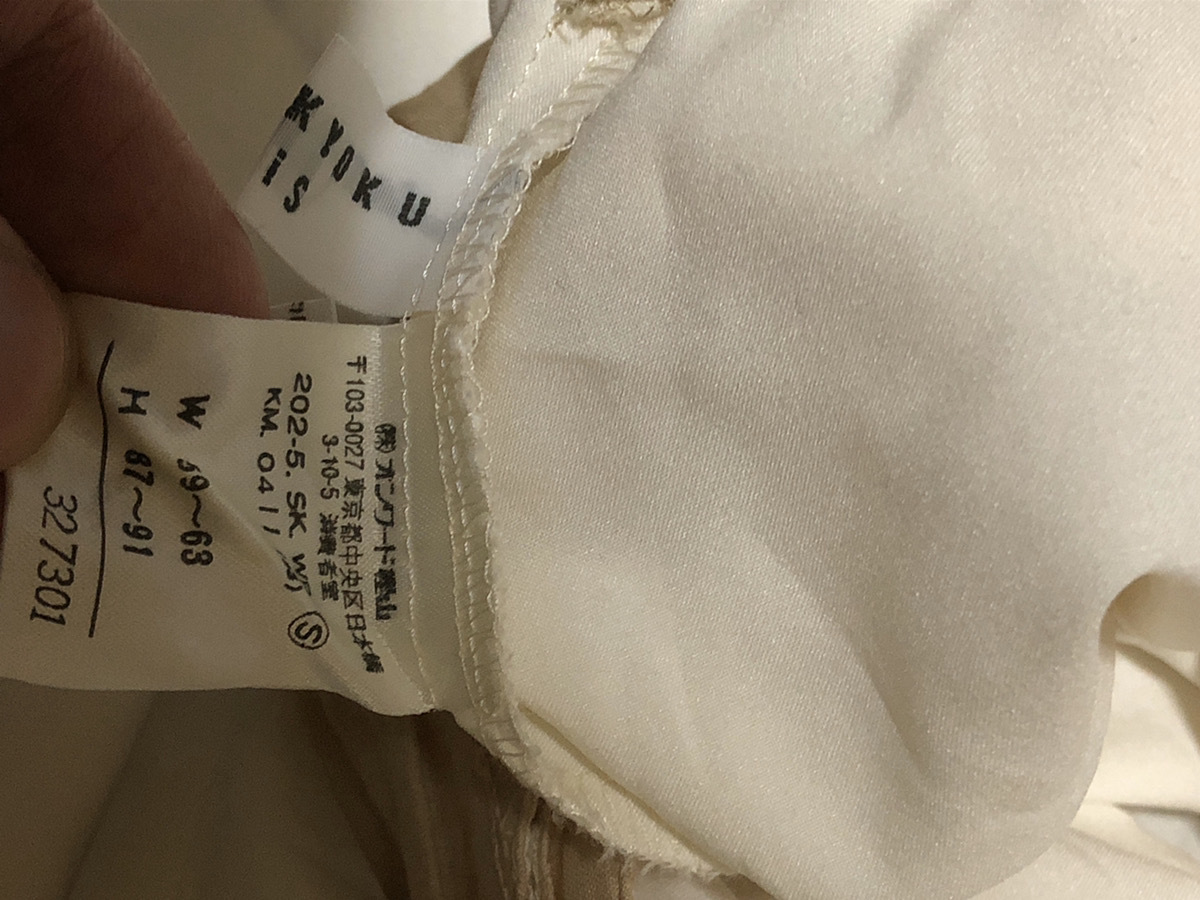 KYOKU
iS
㈱オンワード樫山
〒103-0027 東京都中央区日本橋
3-10-5 消費者室
202-5. SK. WT Ⓢ
KM. 0411
W 59〜63
H 87〜91
327301